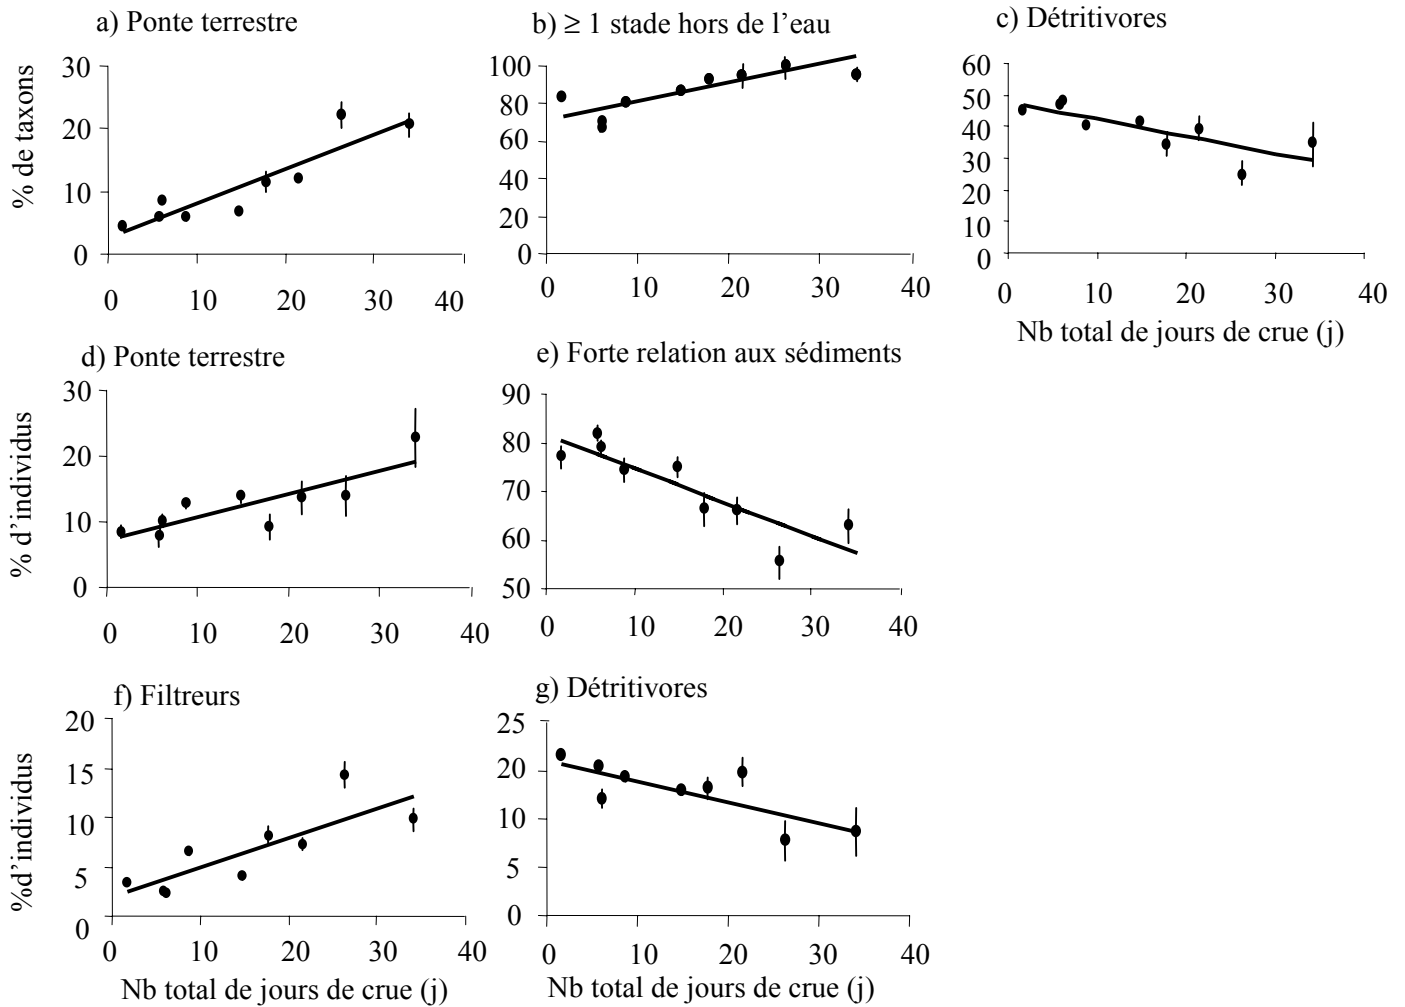 a) Ponte terrestre
b) ≥ 1 stade hors de l'eau
c) Détritivores
% de taxons
30
20
10
0
0 10 20 30 40
100
80
60
40
20
0
0 10 20 30 40
60
50
40
30
20
10
0
0 10 20 30 40
Nb total de jours de crue (j)
d) Ponte terrestre
e) Forte relation aux sédiments
% d'individus
30
20
10
0
0 10 20 30 40
90
80
70
60
50
0 10 20 30 40
f) Filtreurs
g) Détritivores
%d'individus
20
15
10
5
0
0 10 20 30 40
Nb total de jours de crue (j)
25
20
10
5
0
0 10 20 30 40
Nb total de jours de crue (j)